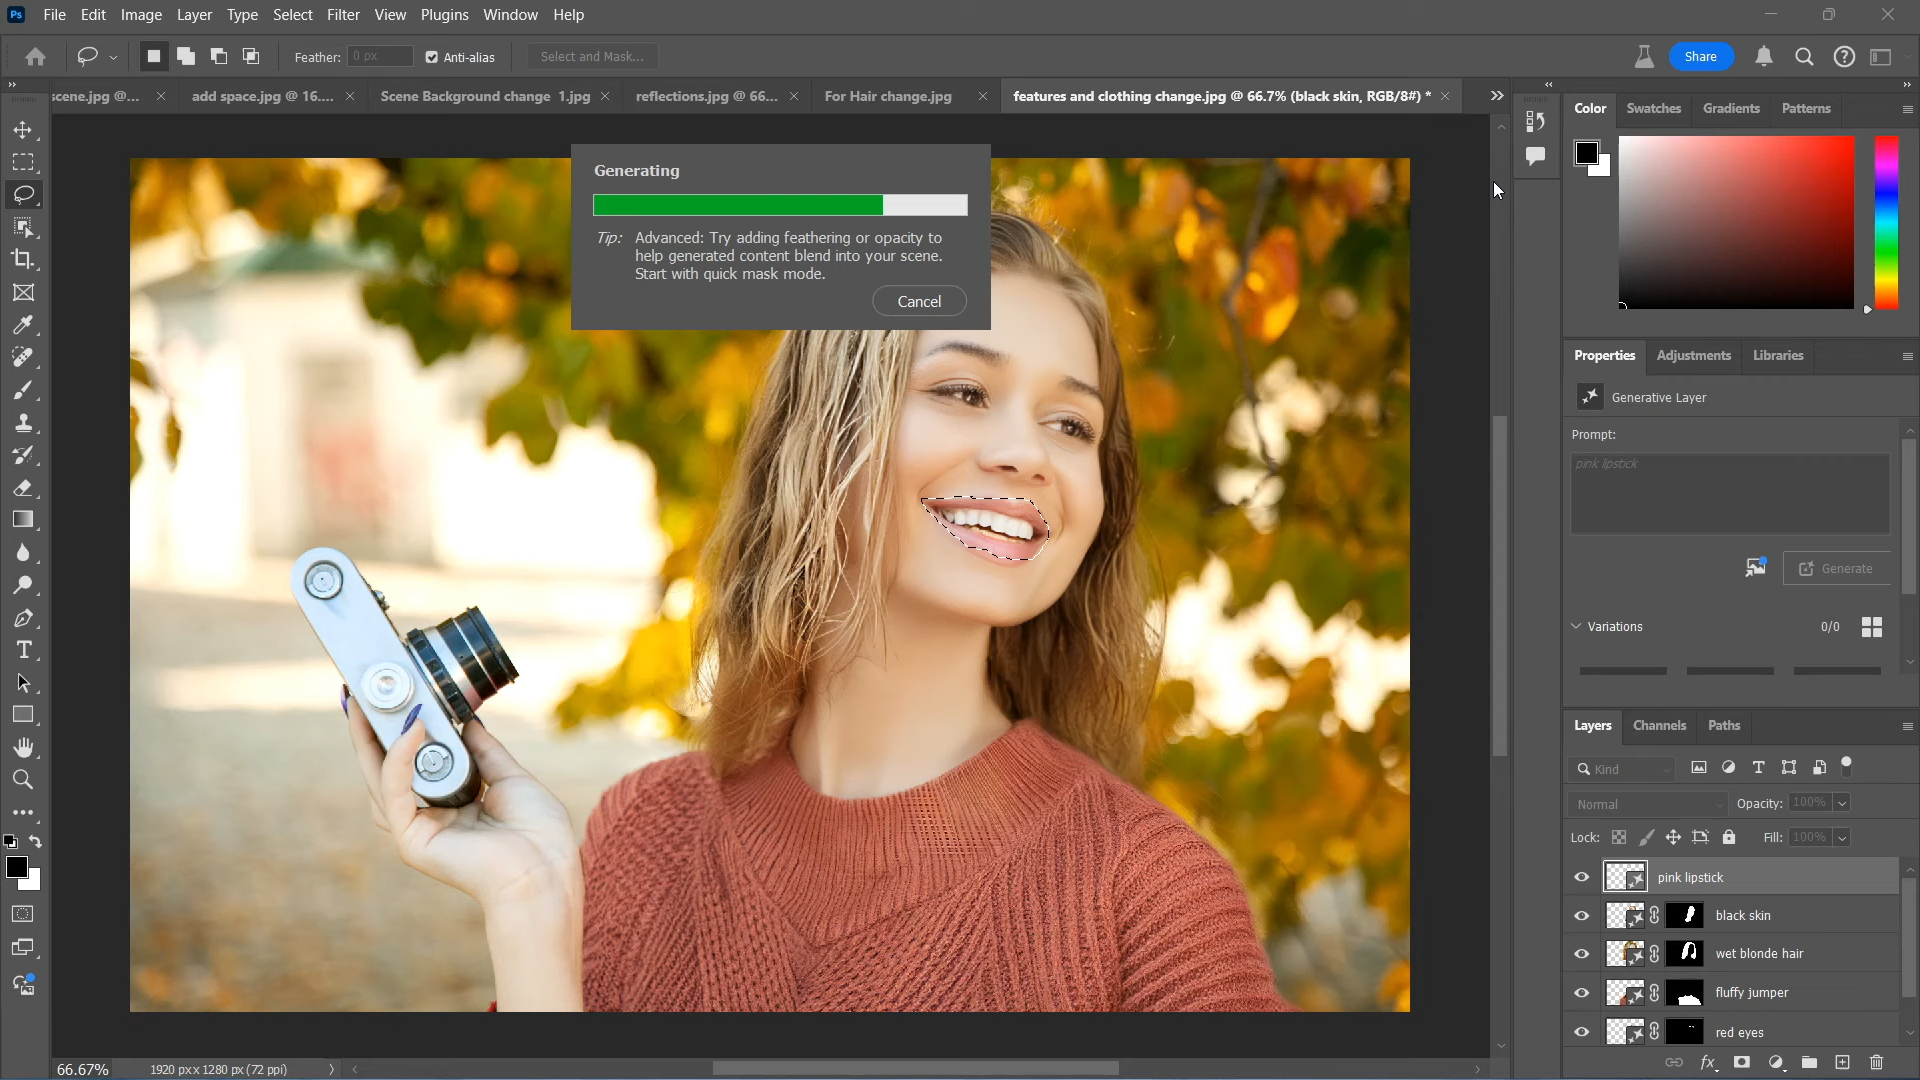 Ps File Edit Image Layer Type Select Filter View Plugins Window Help
Feather: 0 px Anti-alias Select and Mask... Share
scene.jpg @... add space.jpg @ 16.... Scene Background change 1.jpg reflections.jpg @ 66... For Hair change.jpg features and clothing change.jpg @ 66.7% (black skin, RGB/8#) *
Color Swatches Gradients Patterns
Generating
Tip: Advanced: Try adding feathering or opacity to
help generated content blend into your scene.
Start with quick mask mode.
Cancel
Properties Adjustments Libraries
Generative Layer
Prompt:
pink lipstick
Generate
Variations 0/0
Layers Channels Paths
Kind
Normal Opacity: 100%
Lock: Fill: 100%
pink lipstick
black skin
wet blonde hair
fluffy jumper
red eyes
66.67% 1920 px x 1280 px (72 ppi)